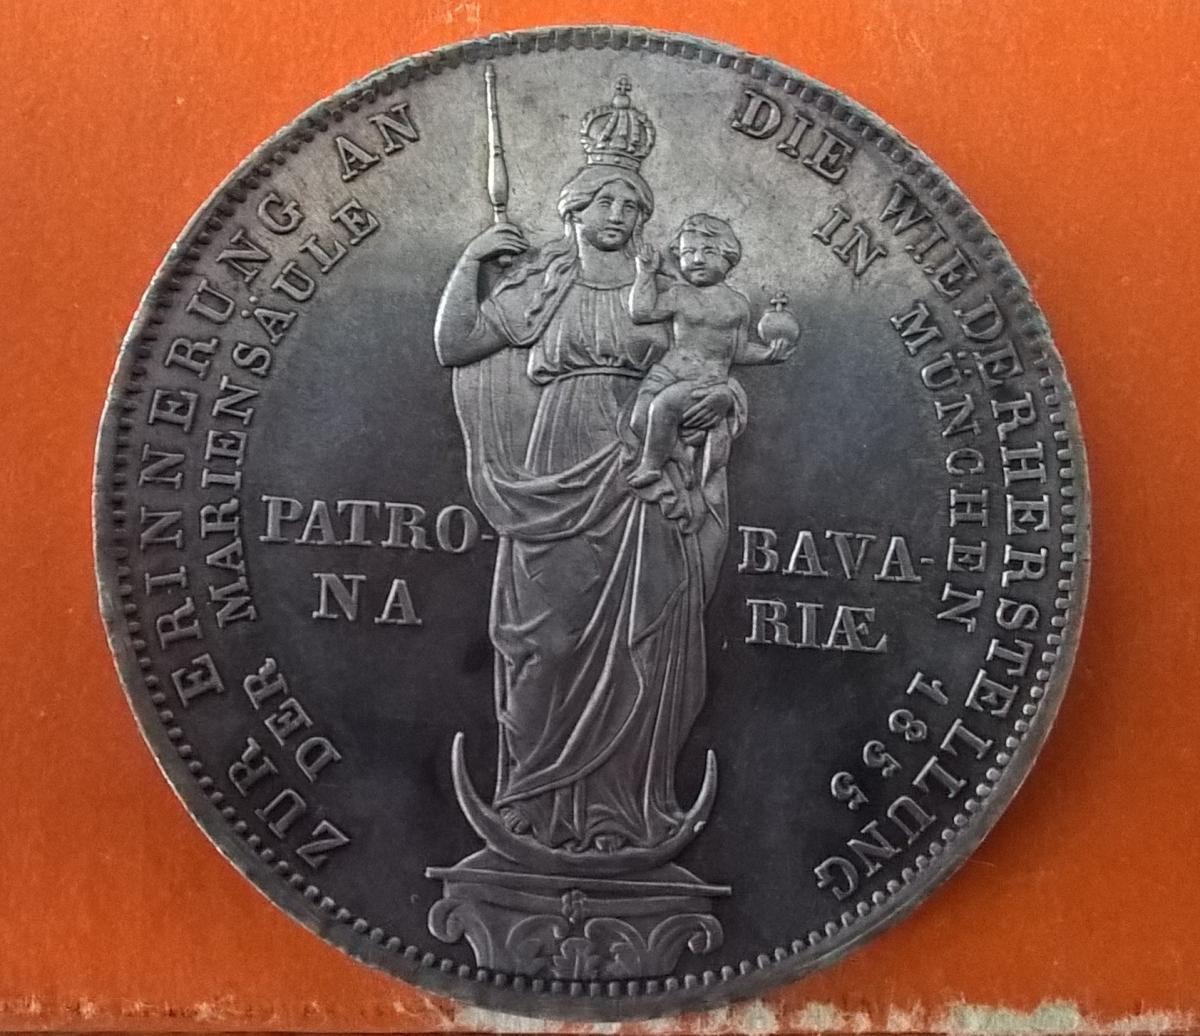 ZUR ERINNERUNG AN DIE WIEDERHERSTELLUNG
DER MARIENSÄULE IN MÜNCHEN 1855
PATRO- BAVA-
NA RIÆ